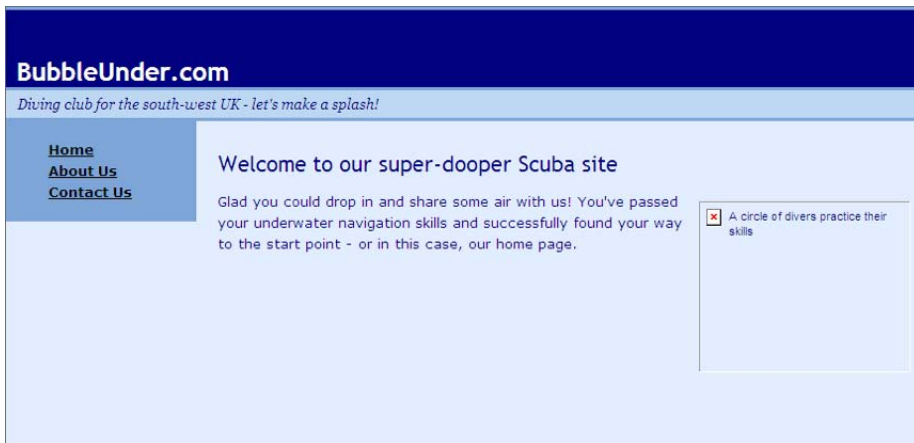 BubbleUnder.com
Diving club for the south-west UK - let's make a splash!
Home
About Us
Contact Us
Welcome to our super-dooper Scuba site
Glad you could drop in and share some air with us! You've passed
your underwater navigation skills and successfully found your way
to the start point - or in this case, our home page.
A circle of divers practice their
skills